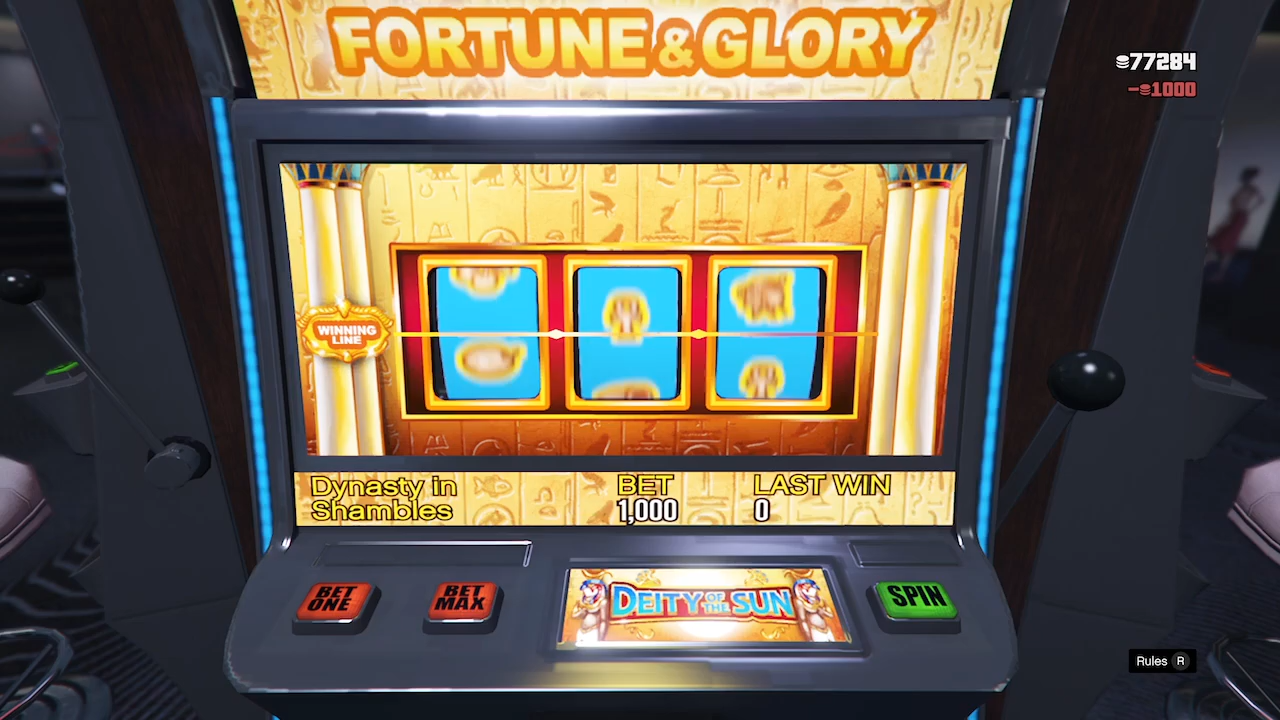 FORTUNE & GLORY
77284
-1000
WINNING
LINE
Dynasty in
Shambles
BET
1,000
LAST WIN
0
BET
ONE
BET
MAX
DEITY OF THE SUN
SPIN
Rules R